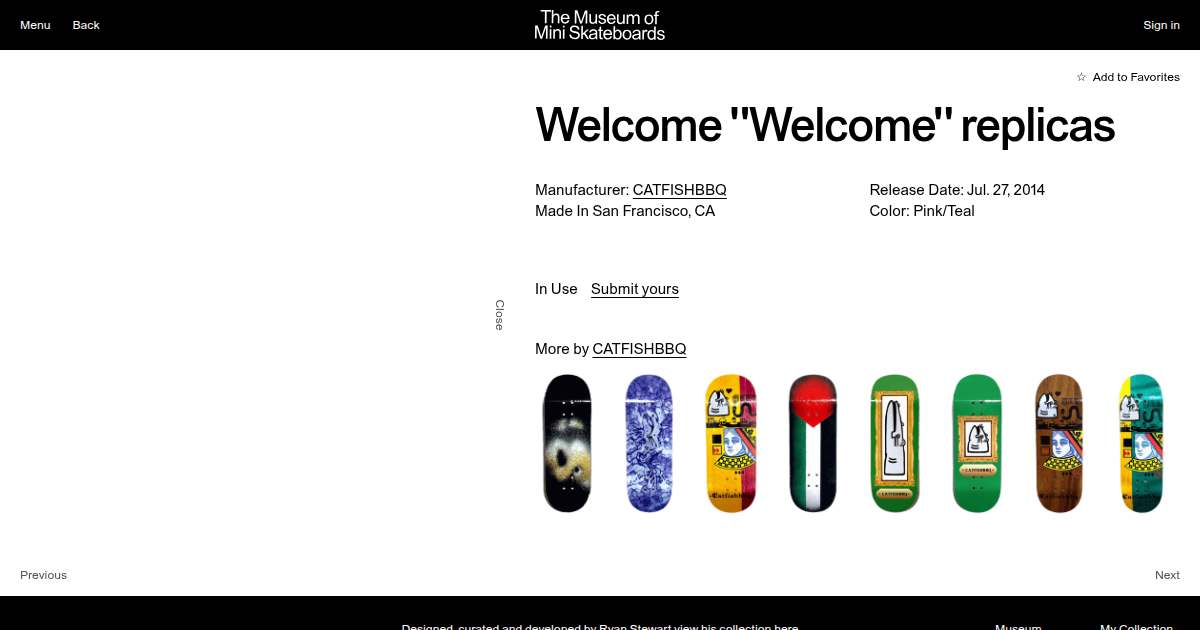 Menu
Back
The Museum of
Mini Skateboards
Sign in
☆ Add to Favorites
Welcome "Welcome" replicas
Manufacturer: CATFISHBBQ
Made In San Francisco, CA
Release Date: Jul. 27, 2014
Color: Pink/Teal
In Use Submit yours
Close
More by CATFISHBBQ
CATFISHBBQ
CATFISHBBQ
Previous
Next
Designed, curated and developed by Ryan Stewart view his collection here
Museum
My Collection